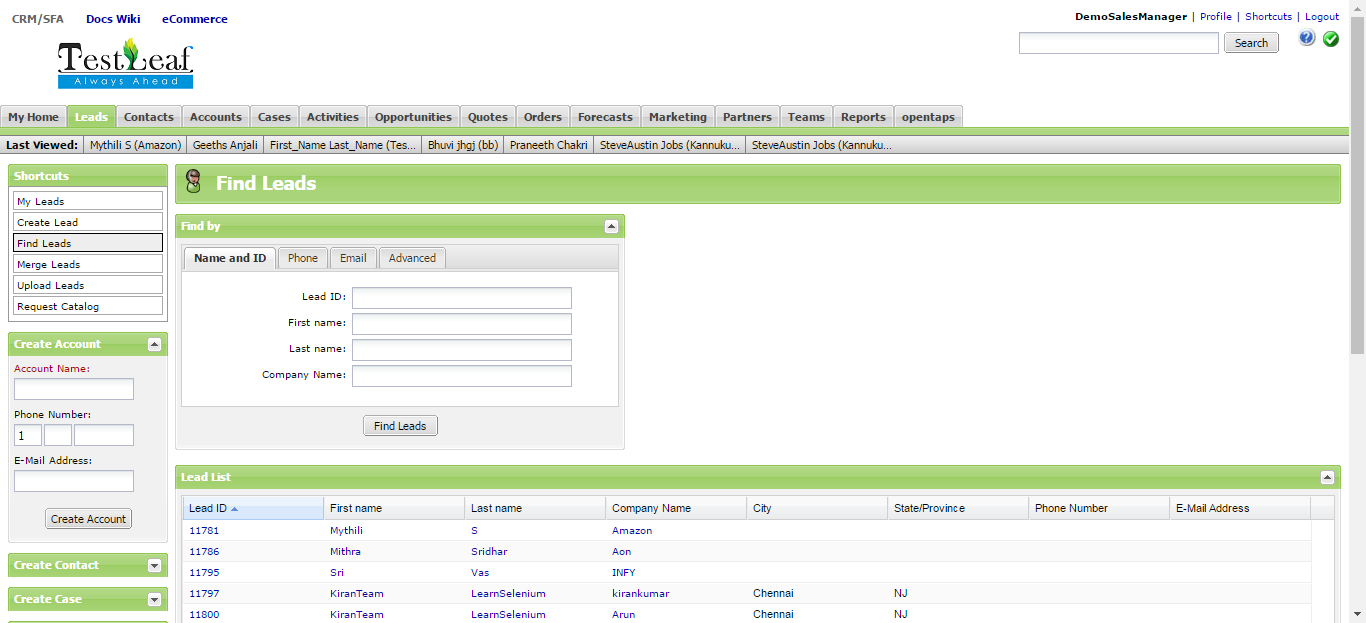 CRM/SFA Docs Wiki eCommerce
DemoSalesManager | Profile | Shortcuts | Logout
TestLeaf
Always Ahead
Search
My Home Leads Contacts Accounts Cases Activities Opportunities Quotes Orders Forecasts Marketing Partners Teams Reports opentaps
Last Viewed: Mythili S (Amazon) Geeths Anjali First_Name Last_Name (Tes... Bhuvi jhgj (bb) Praneeth Chakri SteveAustin Jobs (Kannuku... SteveAustin Jobs (Kannuku...
Shortcuts
My Leads
Create Lead
Find Leads
Merge Leads
Upload Leads
Request Catalog
Create Account
Account Name:
Phone Number:
1
E-Mail Address:
Create Account
Create Contact
Create Case
Find Leads
Find by
Name and ID Phone Email Advanced
Lead ID:
First name:
Last name:
Company Name:
Find Leads
Lead List
Lead ID First name Last name Company Name City State/Province Phone Number E-Mail Address
11781 Mythili S Amazon
11786 Mithra Sridhar Aon
11795 Sri Vas INFY
11797 KiranTeam LearnSelenium kirankumar Chennai NJ
11800 KiranTeam LearnSelenium Arun Chennai NJ